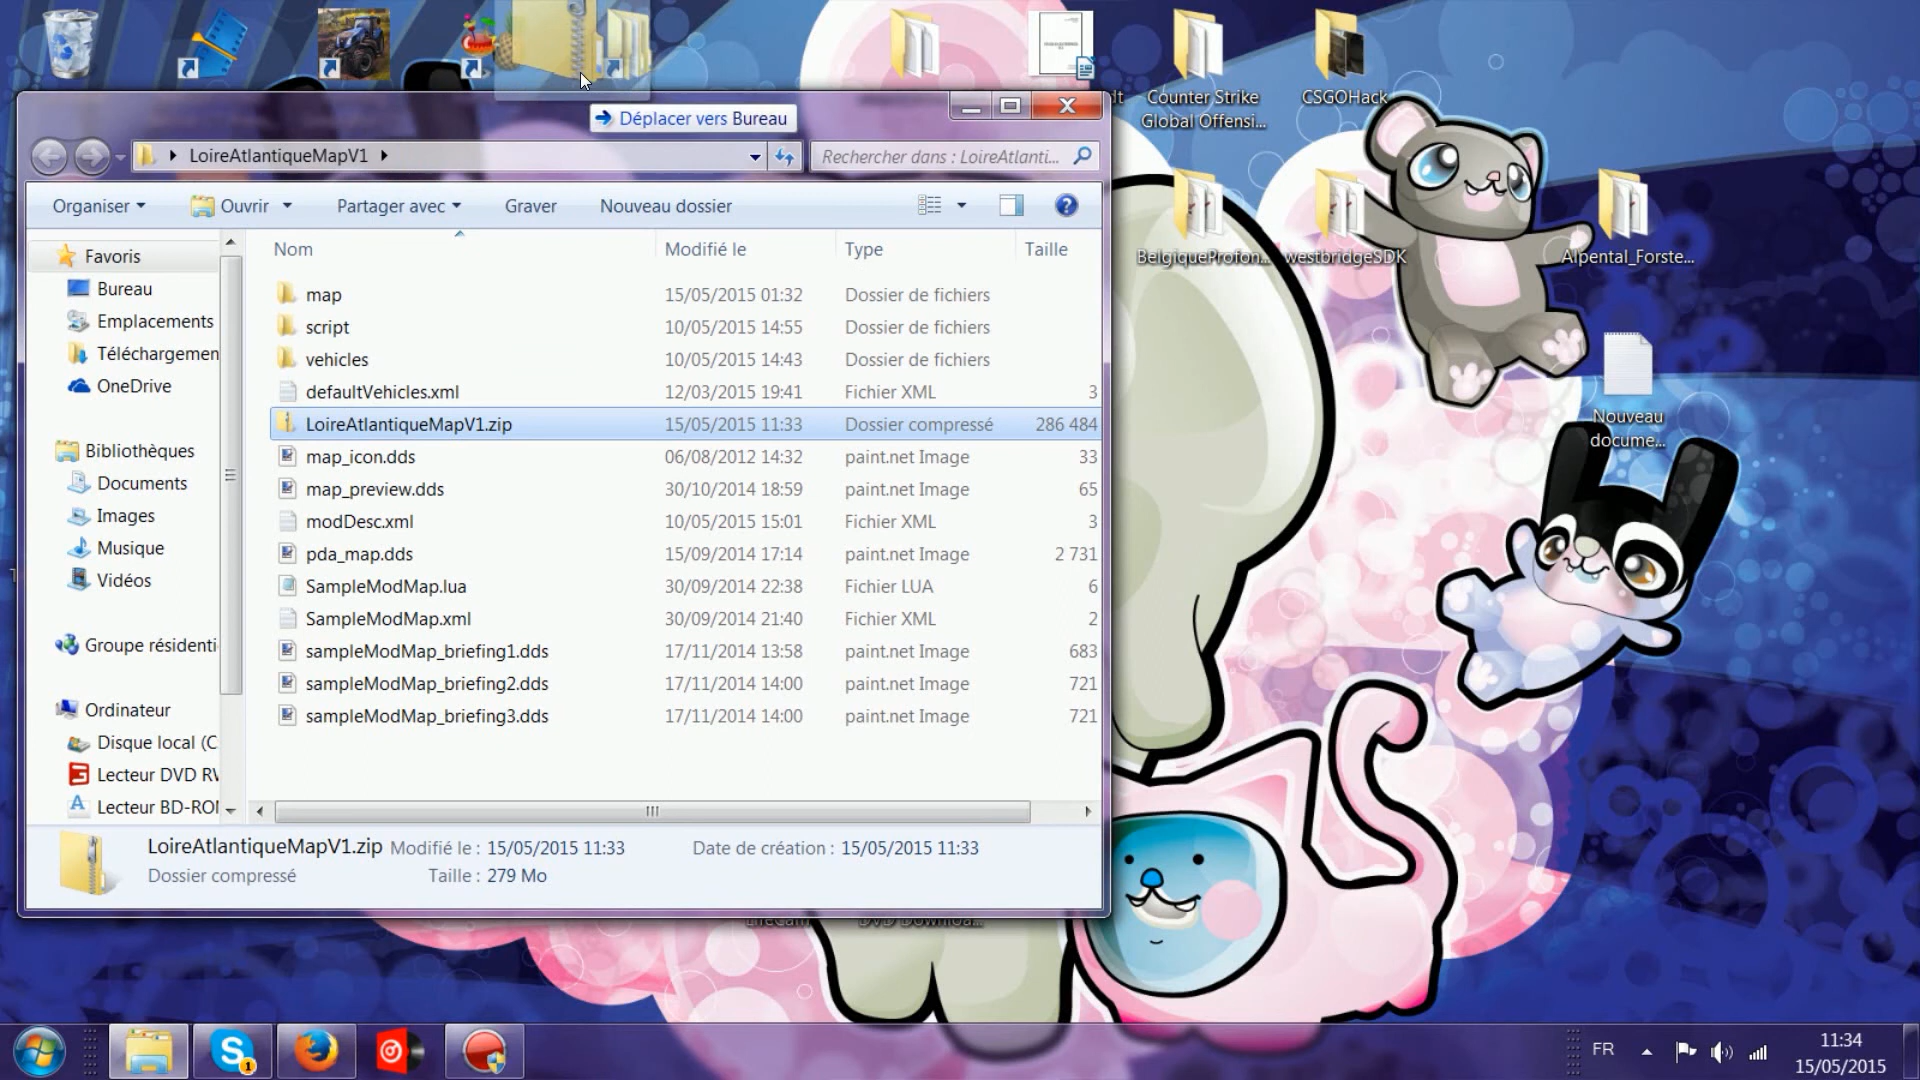 Counter Strike
Global Offensi...
CSGOHack
Déplacer vers Bureau
LoireAtlantiqueMapV1
Rechercher dans : LoireAtlanti...
Organiser
Ouvrir
Partager avec
Graver
Nouveau dossier
BelgiqueProfon...
westbridgeSDK
Alpental_Forste...
Nouveau
docume...
Favoris
Bureau
Emplacements
Téléchargemen
OneDrive
Bibliothèques
Documents
Images
Musique
Vidéos
Groupe résidenti
Ordinateur
Disque local (C
Lecteur DVD RW
Lecteur BD-ROM
Nom Modifié le Type Taille
map 15/05/2015 01:32 Dossier de fichiers
script 10/05/2015 14:55 Dossier de fichiers
vehicles 10/05/2015 14:43 Dossier de fichiers
defaultVehicles.xml 12/03/2015 19:41 Fichier XML 3
LoireAtlantiqueMapV1.zip 15/05/2015 11:33 Dossier compressé 286 484
map_icon.dds 06/08/2012 14:32 paint.net Image 33
map_preview.dds 30/10/2014 18:59 paint.net Image 65
modDesc.xml 10/05/2015 15:01 Fichier XML 3
pda_map.dds 15/09/2014 17:14 paint.net Image 2 731
SampleModMap.lua 30/09/2014 22:38 Fichier LUA 6
SampleModMap.xml 30/09/2014 21:40 Fichier XML 2
sampleModMap_briefing1.dds 17/11/2014 13:58 paint.net Image 683
sampleModMap_briefing2.dds 17/11/2014 14:00 paint.net Image 721
sampleModMap_briefing3.dds 17/11/2014 14:00 paint.net Image 721
LoireAtlantiqueMapV1.zip Modifié le : 15/05/2015 11:33 Date de création : 15/05/2015 11:33
Dossier compressé Taille : 279 Mo
FR
11:34
15/05/2015